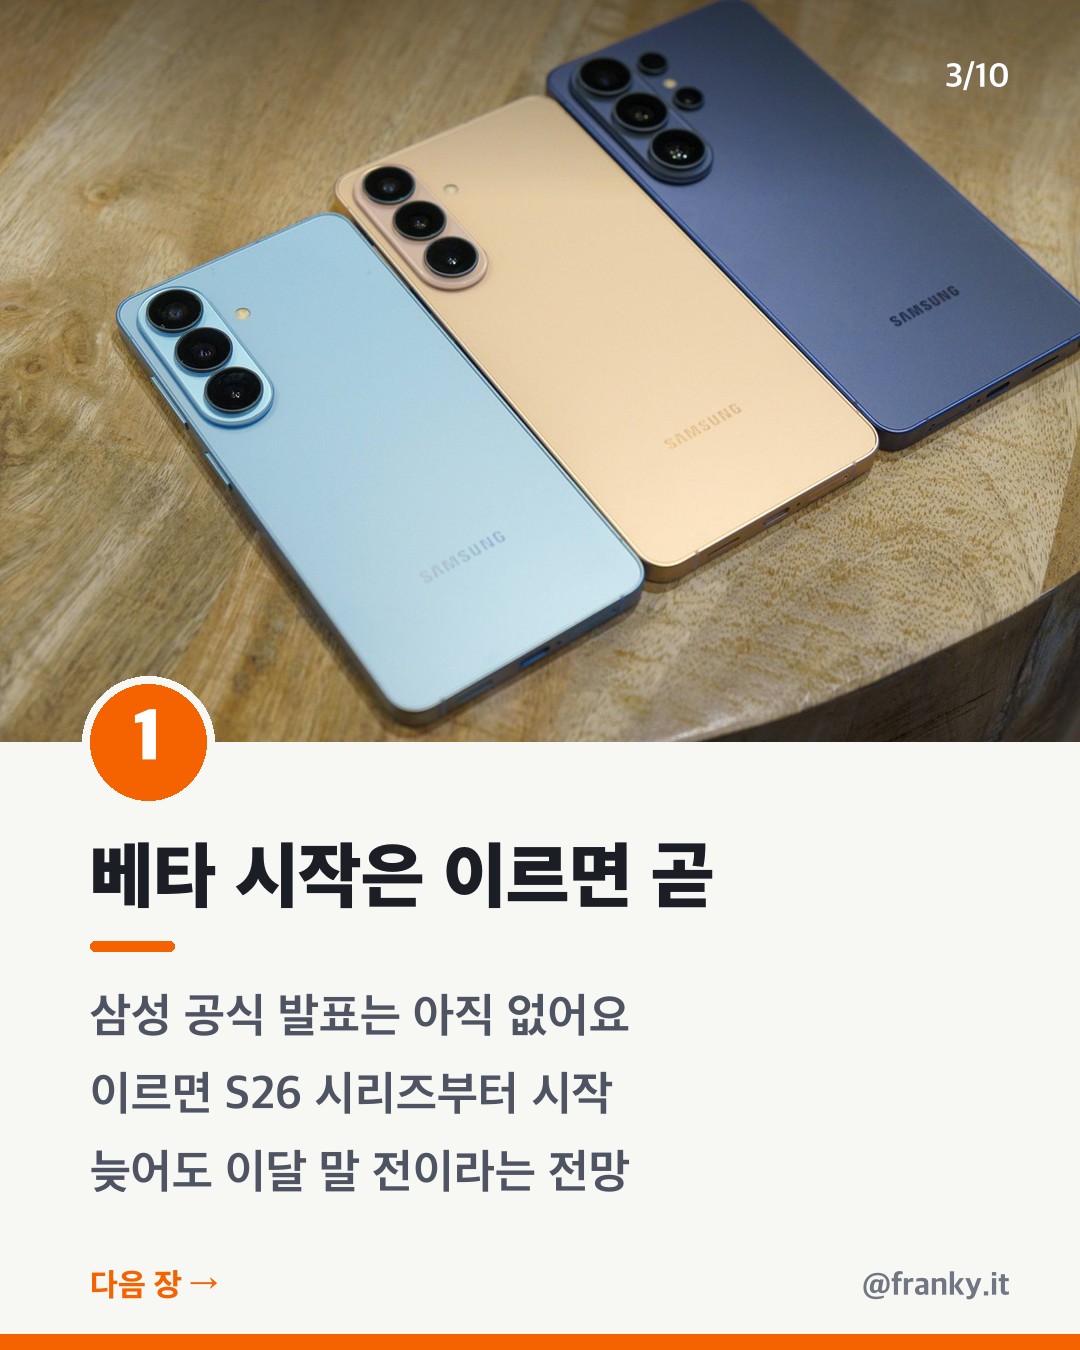 3/10
SAMSUNG
SAMSUNG
SAMSUNG
1
베타 시작은 이르면 곧
삼성 공식 발표는 아직 없어요
이르면 S26 시리즈부터 시작
늦어도 이달 말 전이라는 전망
다음 장 →
@franky.it